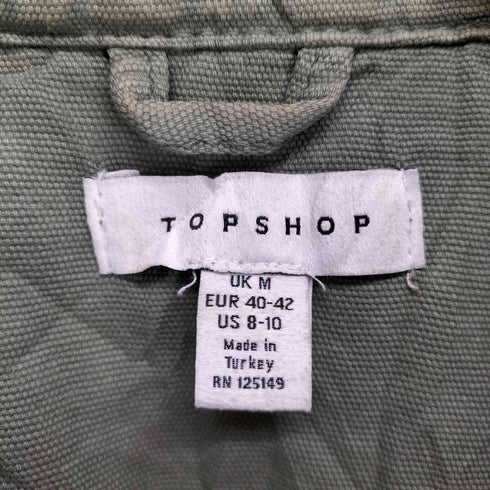 TOPSHOP
UK M
EUR 40-42
US 8-10
Made in
Turkey
RN 125149